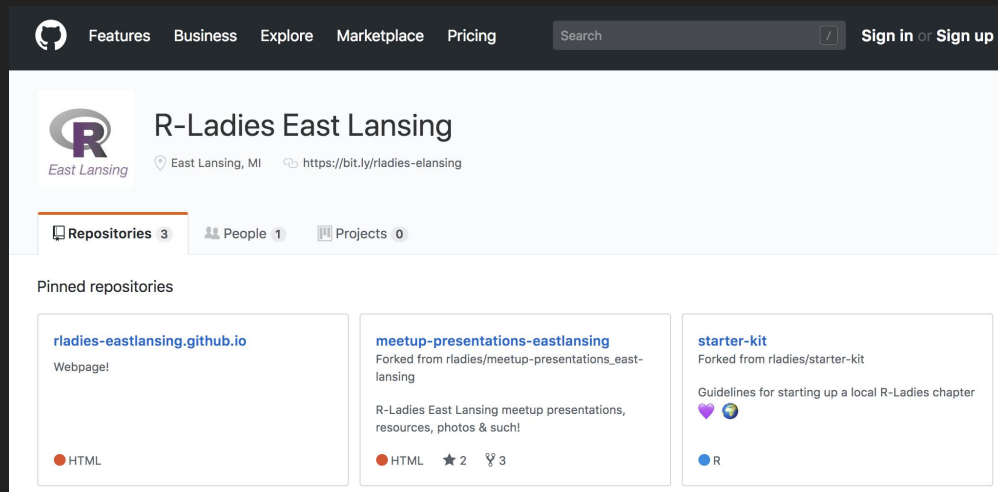 Features Business Explore Marketplace Pricing Search / Sign in or Sign up
R
East Lansing
R-Ladies East Lansing
East Lansing, MI https://bit.ly/rladies-elansing
Repositories 3 People 1 Projects 0
Pinned repositories
rladies-eastlansing.github.io
Webpage!
HTML
meetup-presentations-eastlansing
Forked from rladies/meetup-presentations_east-
lansing
R-Ladies East Lansing meetup presentations,
resources, photos & such!
HTML 2 3
starter-kit
Forked from rladies/starter-kit
Guidelines for starting up a local R-Ladies chapter
💜 🌍
R